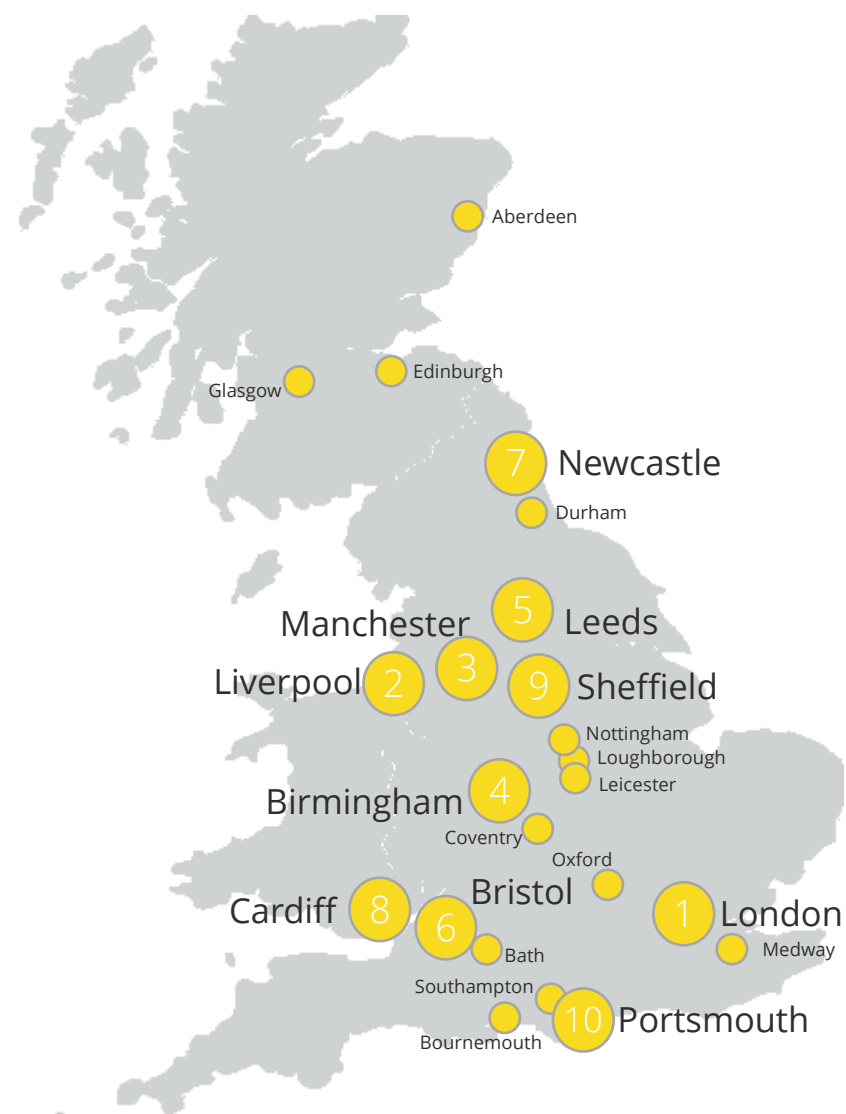 Aberdeen
Edinburgh
Glasgow
7 Newcastle
Durham
5 Leeds
Manchester 3
Liverpool 2
9 Sheffield
Nottingham
Loughborough
Leicester
Birmingham 4
Coventry
Oxford
Bristol
Cardiff 8
6
1 London
Bath
Medway
Southampton
10 Portsmouth
Bournemouth